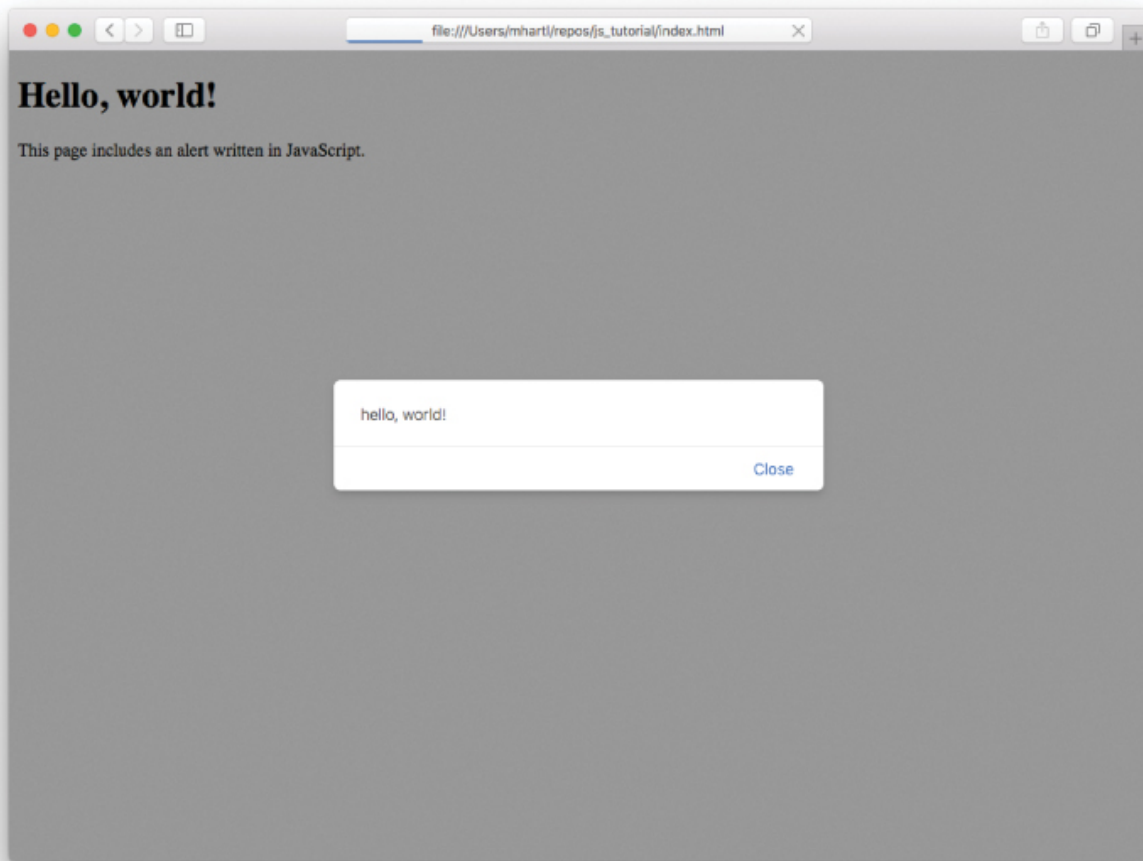 file:///Users/mhartl/repos/js_tutorial/index.html
Hello, world!
This page includes an alert written in JavaScript.
hello, world!
Close